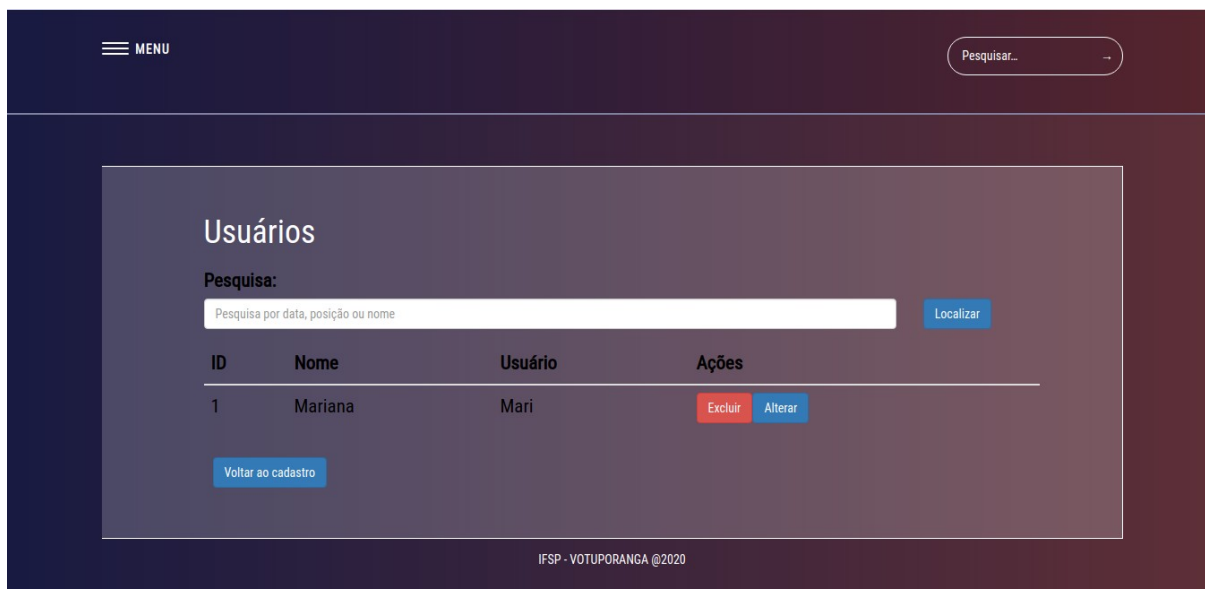 MENU
Pesquisar... →
Usuários
Pesquisa:
Pesquisa por data, posição ou nome
Localizar
ID Nome Usuário Ações
1 Mariana Mari Excluir Alterar
Voltar ao cadastro
IFSP - VOTUPORANGA @2020